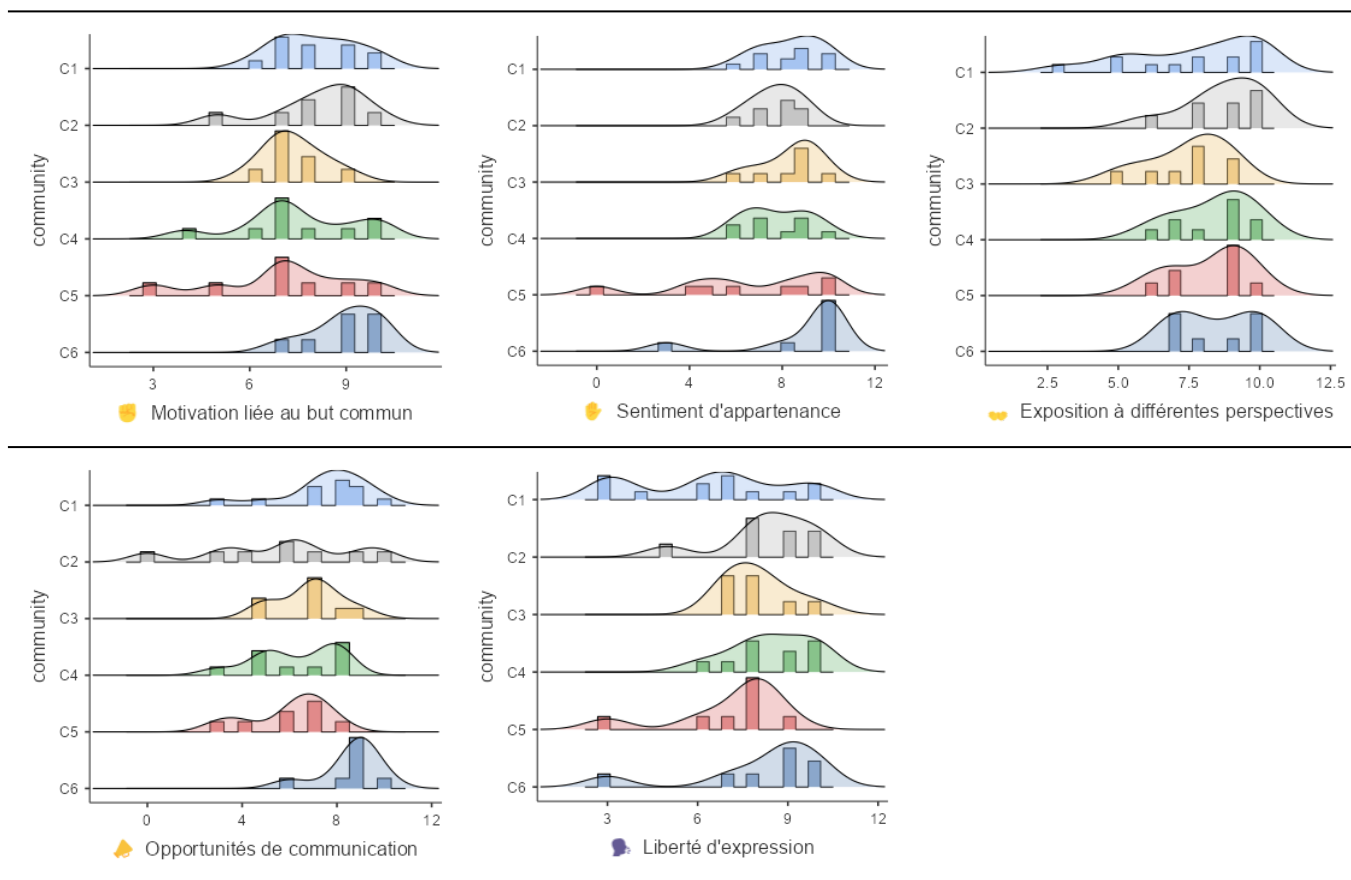 community
C1
C2
C3
C4
C5
C6
3 6 9
Motivation liée au but commun
C1
C2
C3
C4
C5
C6
0 4 8 12
Sentiment d'appartenance
community
C1
C2
C3
C4
C5
C6
2.5 5.0 7.5 10.0 12.5
Exposition à différentes perspectives
community
C1
C2
C3
C4
C5
C6
0 4 8 12
Opportunités de communication
community
C1
C2
C3
C4
C5
C6
3 6 9 12
Liberté d'expression